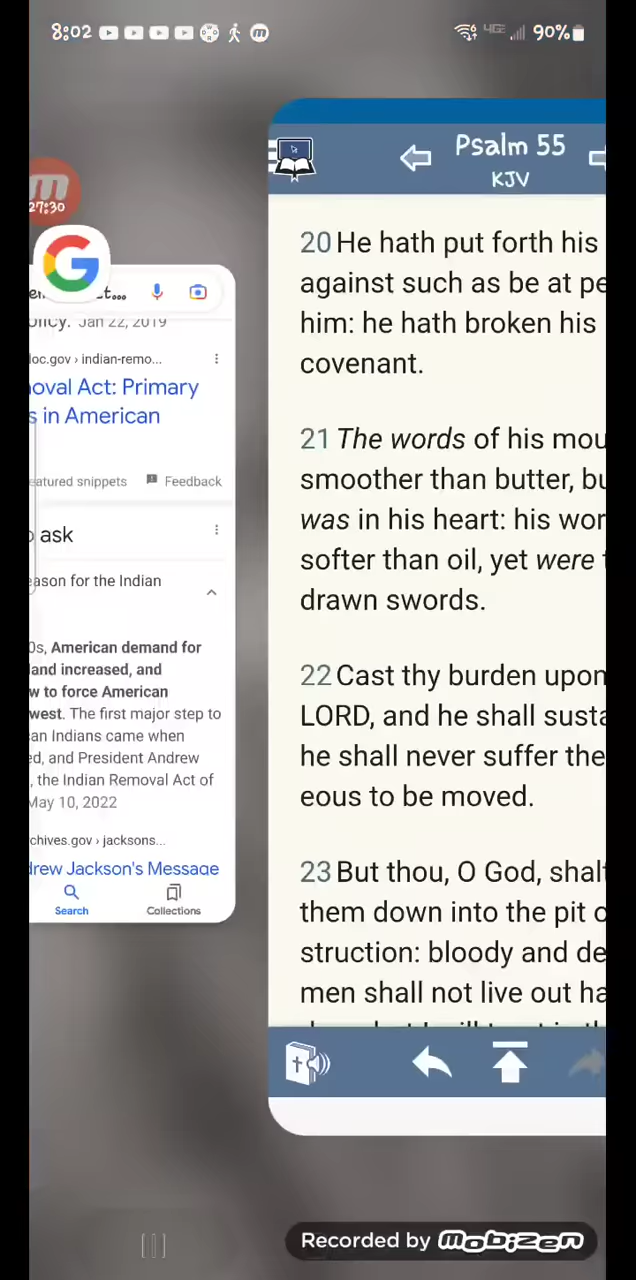 8:02
90%
27:30
Jan 22, 2019
loc.gov › indian-remo...
oval Act: Primary
s in American
eatured snippets
Feedback
ask
eason for the Indian
0s, American demand for
land increased, and
w to force American
west. The first major step to
an Indians came when
ed, and President Andrew
, the Indian Removal Act of
May 10, 2022
chives.gov › jacksons...
drew Jackson's Message
Search
Collections
Psalm 55
KJV
20 He hath put forth his
against such as be at pe
him: he hath broken his
covenant.
21 The words of his mou
smoother than butter, bu
was in his heart: his wor
softer than oil, yet were t
drawn swords.
22 Cast thy burden upon
LORD, and he shall susta
he shall never suffer the
eous to be moved.
23 But thou, O God, shalt
them down into the pit o
struction: bloody and de
men shall not live out ha
Recorded by mobizen